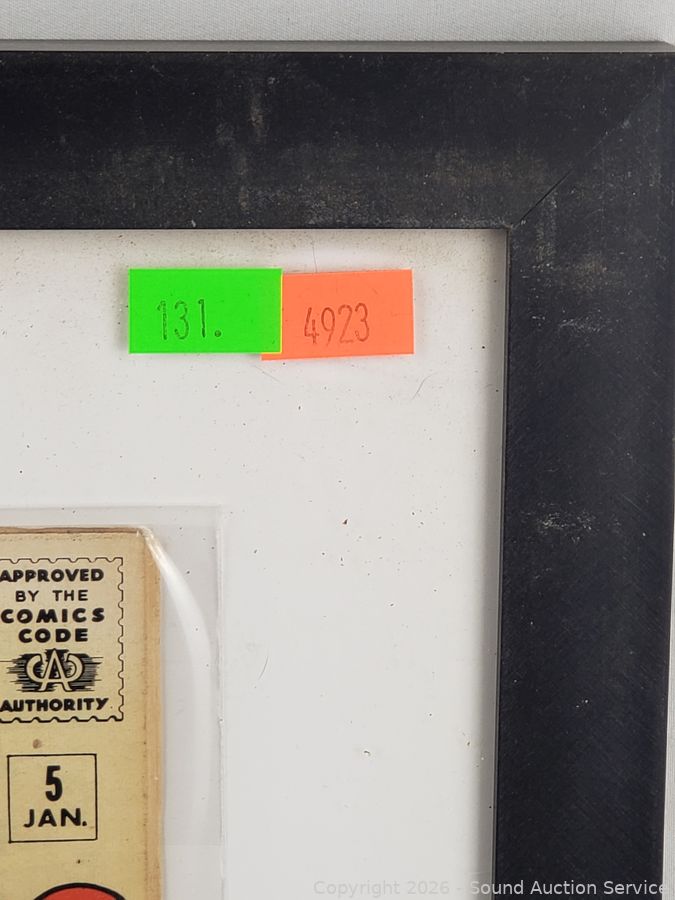 131.
4923
APPROVED
BY THE
COMICS
CODE
CA
AUTHORITY
5
JAN.
Copyright 2026 - Sound Auction Service